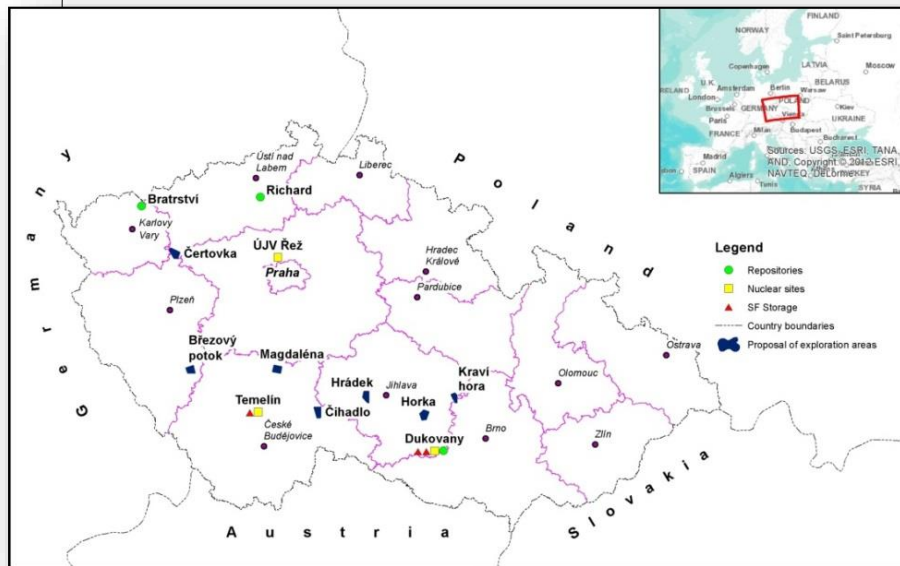 FINLAND
NORWAY
Saint Petersburg
Copenhagen
LATVIA
Moscow
U.K.
BELARUS
RELAND
Amsterdam
Berlin
Warsaw
London
POLAND
Brussels
GERMANY
Kiev
Paris
Vienna
UKRAINE
FRANCE
Milan
Budapest
Bucharest
Madrid
SPAIN
Algiers
Tunis
SYRIA
Sources: USGS, ESRI, TANA,
AND, Copyright:© 2012 ESRI,
NAVTEQ, DeLorme
Germany
Poland
Ústí nad
Labem
Liberec
Bratrství
Richard
Karlovy
Vary
Čertovka
ÚJV Řež
Praha
Hradec
Králové
Pardubice
Plzeň
Březový
potok
Magdaléna
Hrádek
Jihlava
Kraví
hora
Temelín
Čihadlo
Horka
Olomouc
Ostrava
České
Budějovice
Dukovany
Brno
Zlín
Austria
Slovakia
Legend
Repositories
Nuclear sites
SF Storage
Country boundaries
Proposal of exploration areas